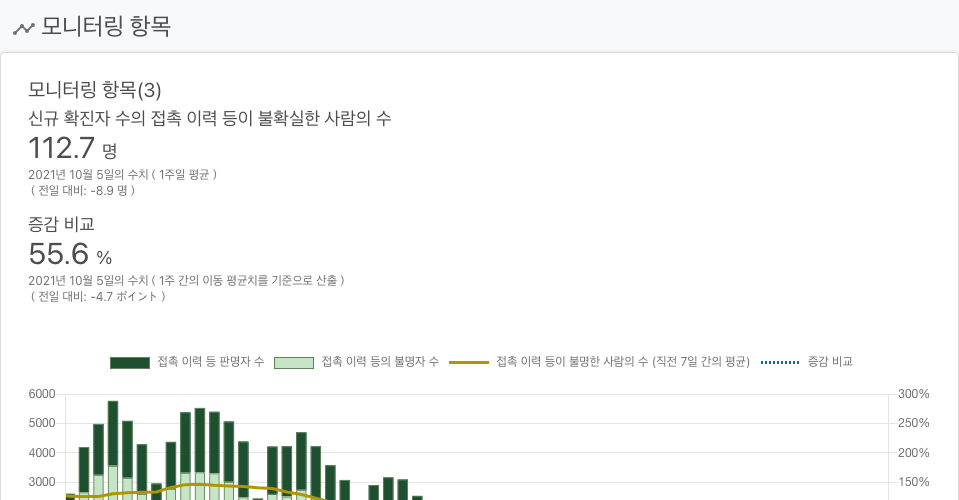 모니터링 항목
모니터링 항목(3)
신규 확진자 수의 접촉 이력 등이 불확실한 사람의 수
112.7 명
2021년 10월 5일의 수치 ( 1주일 평균 )
( 전일 대비: -8.9 명 )
증감 비교
55.6 %
2021년 10월 5일의 수치 ( 1주 간의 이동 평균치를 기준으로 산출 )
( 전일 대비: -4.7 ポイント )
접촉 이력 등 판명자 수 접촉 이력 등의 불명자 수 접촉 이력 등이 불명한 사람의 수 (직전 7일 간의 평균) 증감 비교
6000 300%
5000 250%
4000 200%
3000 150%